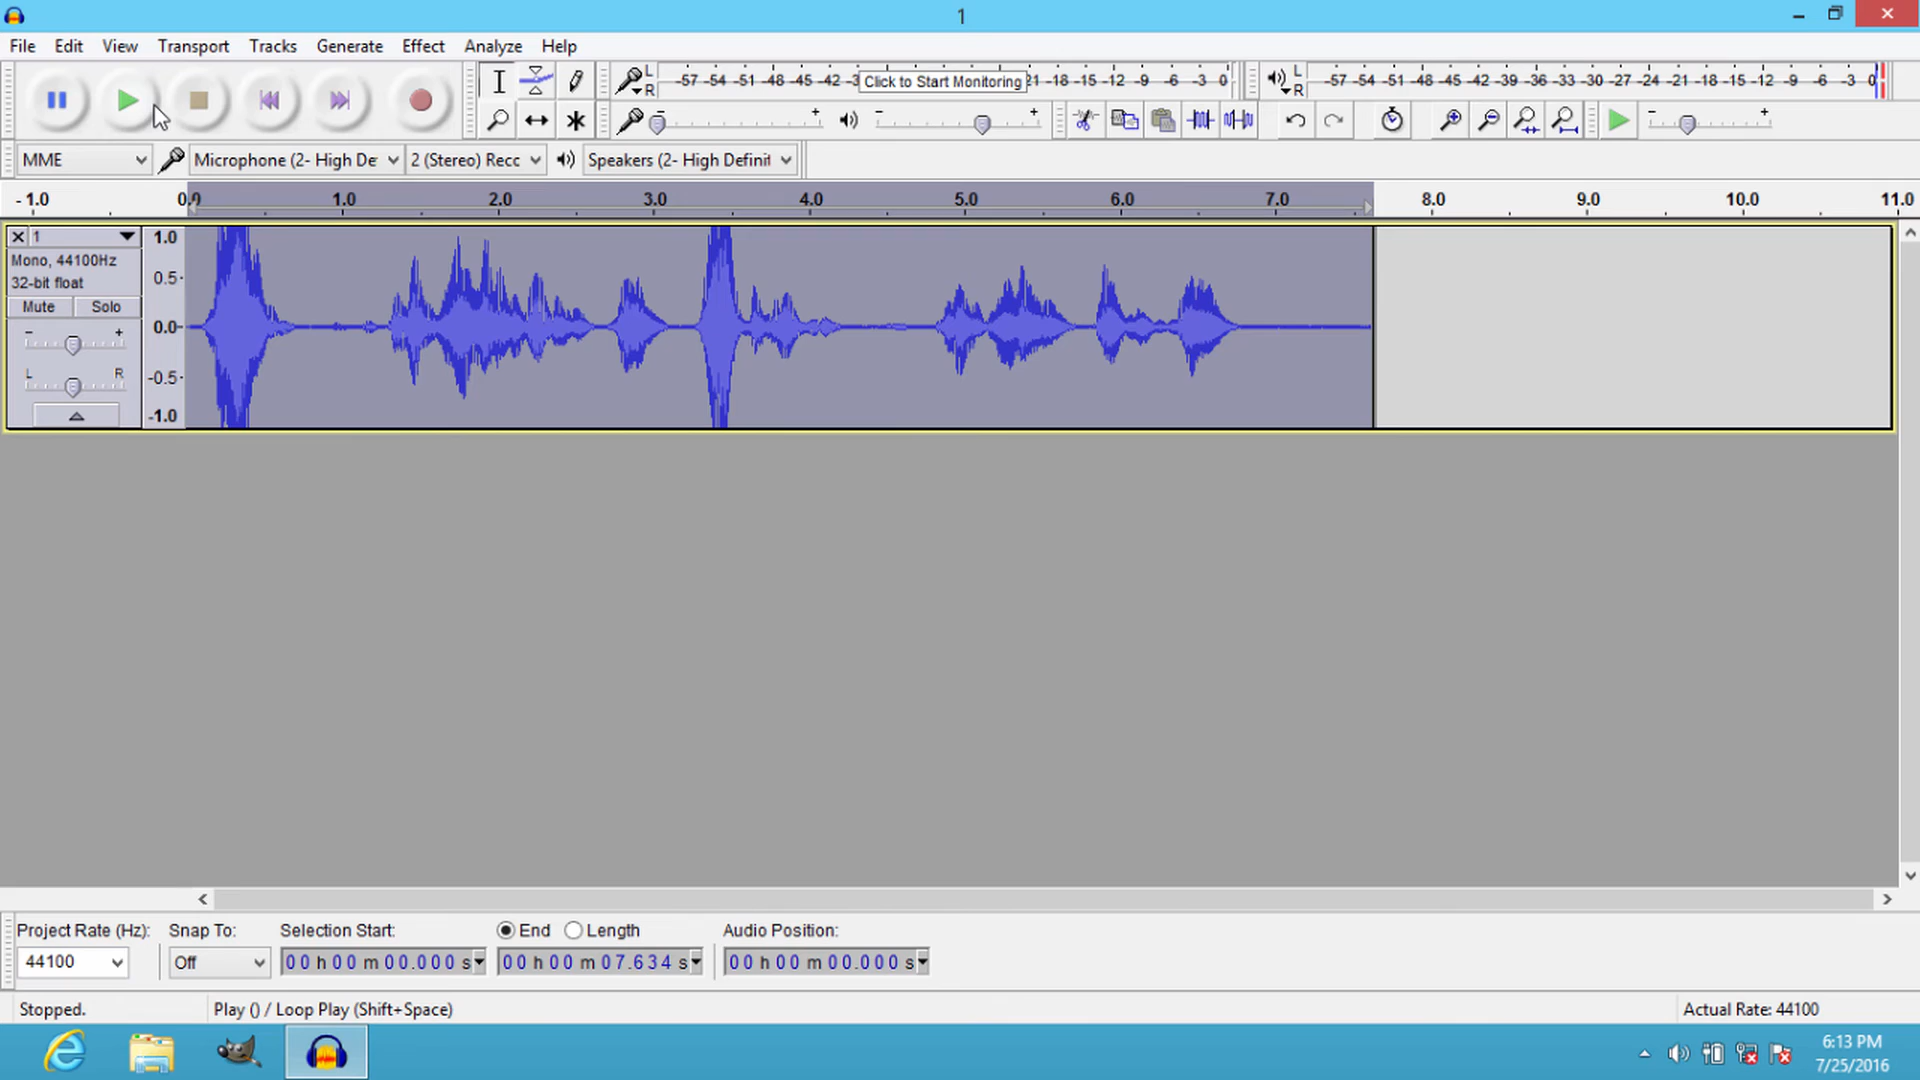 1
File Edit View Transport Tracks Generate Effect Analyze Help
L R -57 -54 -51 -48 -45 -42 -3 Click to Start Monitoring 21 -18 -15 -12 -9 -6 -3 0 L R -57 -54 -51 -48 -45 -42 -39 -36 -33 -30 -27 -24 -21 -18 -15 -12 -9 -6 -3 0
- + - + - +
MME Microphone (2- High De 2 (Stereo) Recc Speakers (2- High Definit
- 1.0 0.0 1.0 2.0 3.0 4.0 5.0 6.0 7.0 8.0 9.0 10.0 11.0
X 1 1.0
Mono, 44100Hz
32-bit float 0.5
Mute Solo
- + 0.0
L R -0.5
-1.0
Project Rate (Hz): Snap To: Selection Start: End Length Audio Position:
44100 Off 00 h 00 m 00.000 s 00 h 00 m 07.634 s 00 h 00 m 00.000 s
Stopped. Play () / Loop Play (Shift+Space) Actual Rate: 44100
6:13 PM
7/25/2016